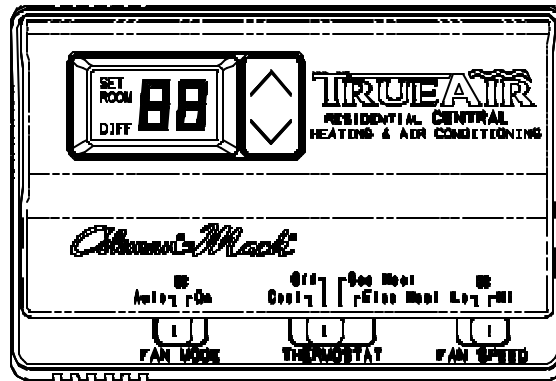 SET
ROOM
DIFF
88
TRUEAIR
RESIDENTIAL CENTRAL
HEATING & AIR CONDITIONING
Coleman-Mach
Off Gas Heat
Auto On Cool Elec Heat Lo Hi
FAN MODE THERMOSTAT FAN SPEED